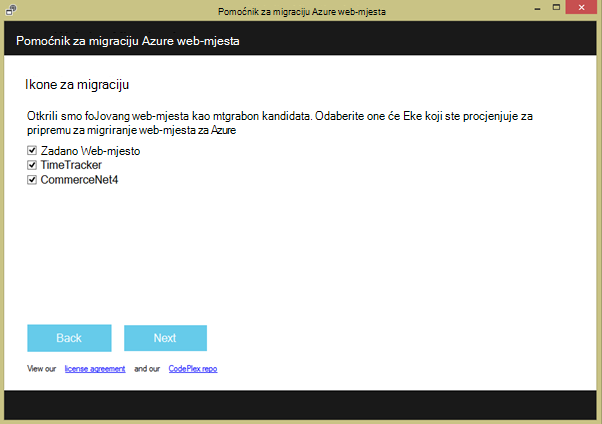 Pomoćnik za migraciju Azure web-mjesta
Pomoćnik za migraciju Azure web-mjesta
Ikone za migraciju
Otkrili smo foJovang web-mjesta kao mtgrabon kandidata. Odaberite one će Eke koji ste procjenjuje za
pripremu za migriranje web-mjesta za Azure
Zadano Web-mjesto
TimeTracker
CommerceNet4
Back Next
View our license agreement and our CodePlex repo